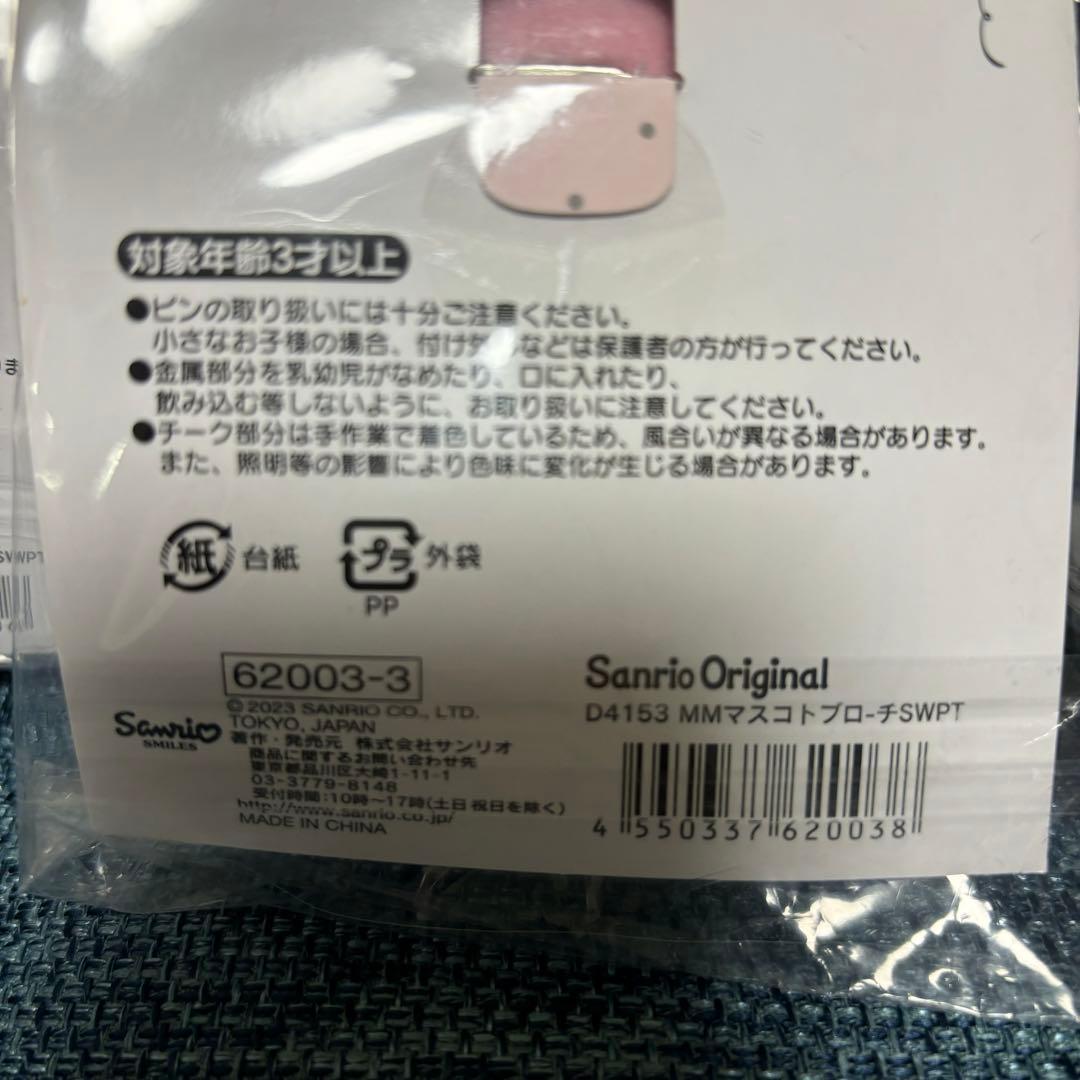 対象年齢3才以上
●ピンの取り扱いには十分ご注意ください。
小さなお子様の場合、付け外しなどは保護者の方が行ってください。
●金属部分を乳幼児がなめたり、口に入れたり、
飲み込む等しないように、お取り扱いに注意してください。
●チーク部分は手作業で着色しているため、風合いが異なる場合があります。
また、照明等の影響により色味に変化が生じる場合があります。
紙 台紙 プラ 外袋
PP
62003-3
Sanrio
SMILES
©2023 SANRIO CO., LTD.
TOKYO, JAPAN
著作・発売元 株式会社サンリオ
商品に関するお問い合わせ先
東京都品川区大崎1-11-1
03-3779-8148
受付時間:10時〜17時(土日祝日を除く)
http://www.sanrio.co.jp/
MADE IN CHINA
Sanrio Original
D4153 MMマスコトブロ-チSWPT
4 550337 620038
ま
SWPT